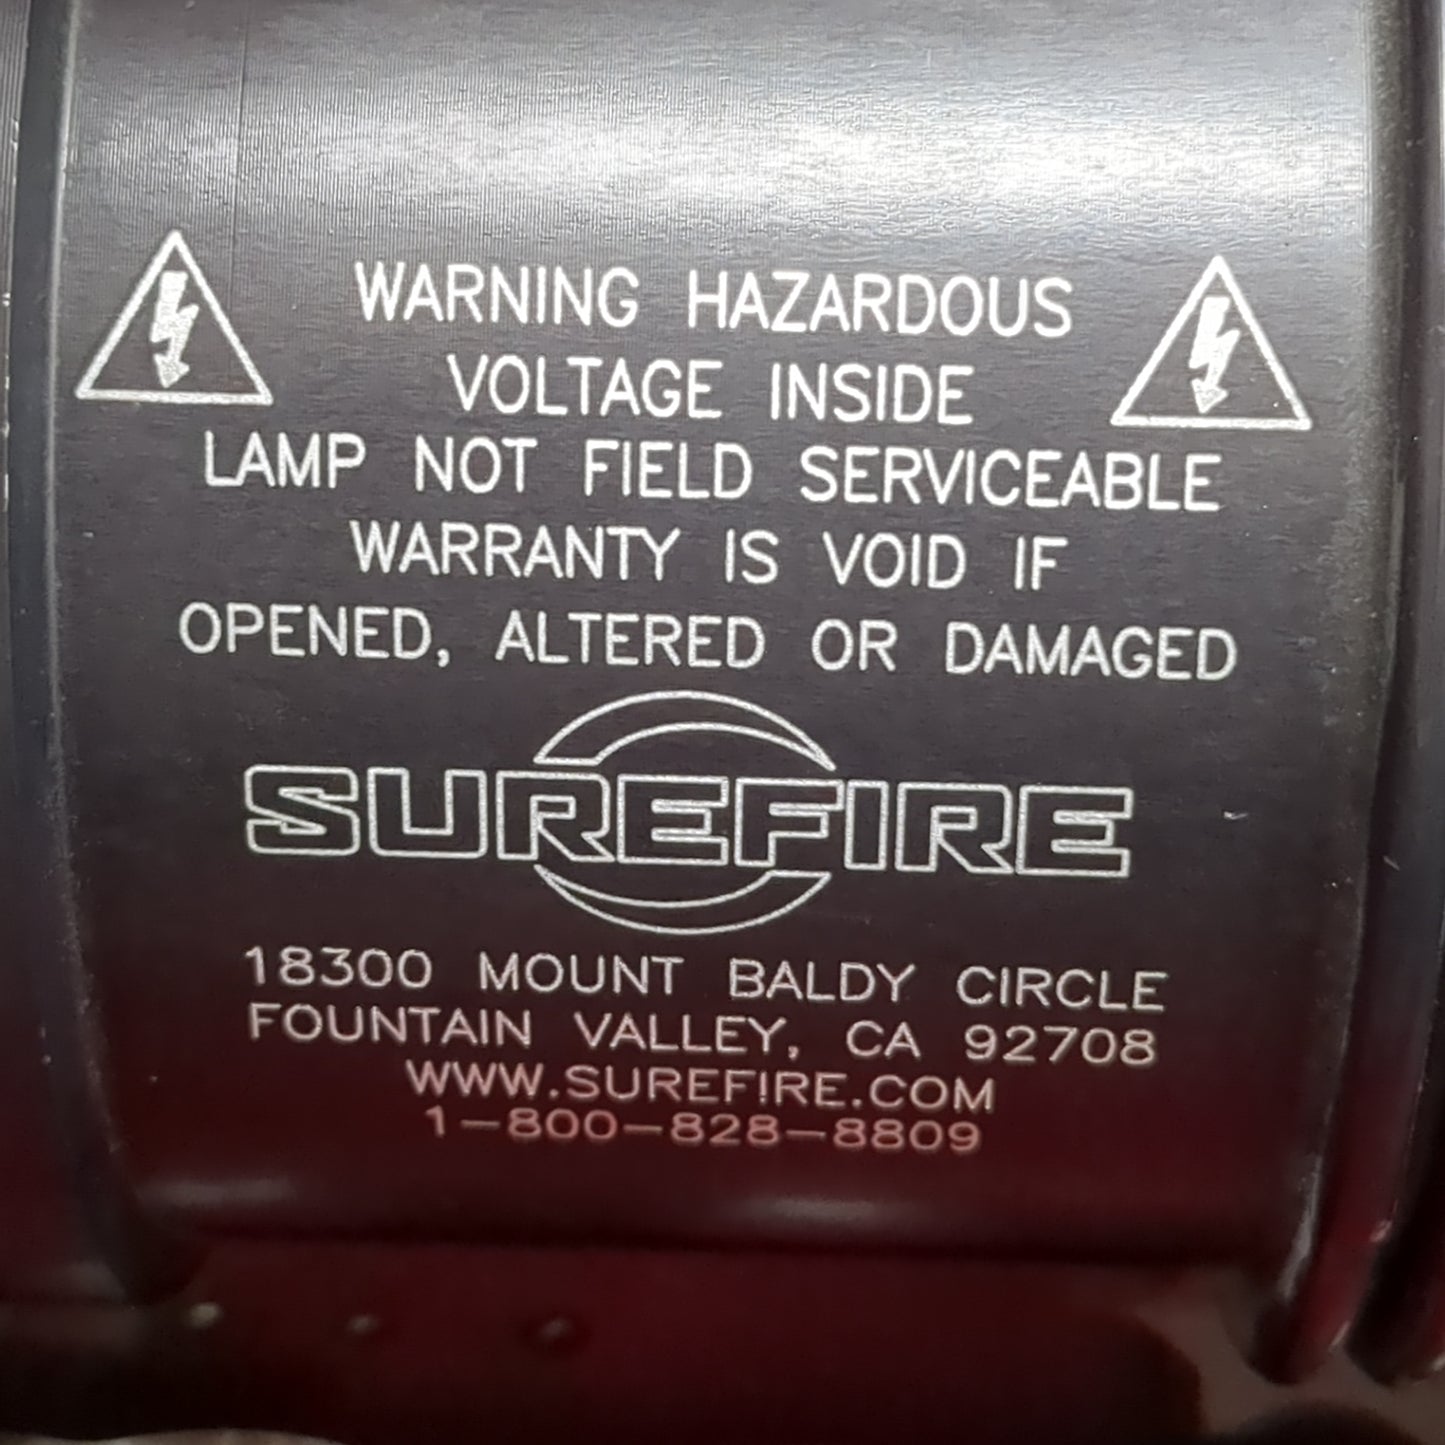 WARNING HAZARDOUS
VOLTAGE INSIDE
LAMP NOT FIELD SERVICEABLE
WARRANTY IS VOID IF
OPENED, ALTERED OR DAMAGED
SUREFIRE
18300 MOUNT BALDY CIRCLE
FOUNTAIN VALLEY, CA 92708
WWW.SUREFIRE.COM
1-800-828-8809